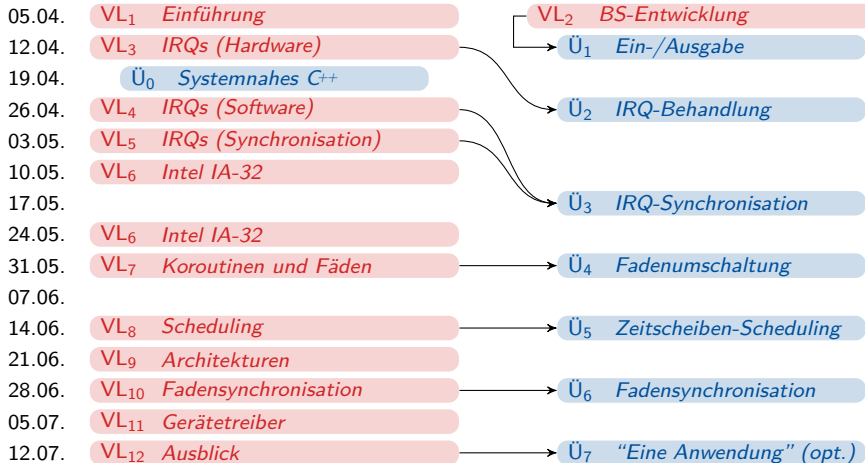 05.04. VL₁ Einführung VL₂ BS-Entwicklung
Ü₁ Ein-/Ausgabe
12.04. VL₃ IRQs (Hardware)
19.04. Ü₀ Systemnahes C++
26.04. VL₄ IRQs (Software) Ü₂ IRQ-Behandlung
03.05. VL₅ IRQs (Synchronisation)
10.05. VL₆ Intel IA-32
17.05. Ü₃ IRQ-Synchronisation
24.05. VL₆ Intel IA-32
31.05. VL₇ Koroutinen und Fäden Ü₄ Fadenumschaltung
07.06.
14.06. VL₈ Scheduling Ü₅ Zeitscheiben-Scheduling
21.06. VL₉ Architekturen
28.06. VL₁₀ Fadensynchronisation Ü₆ Fadensynchronisation
05.07. VL₁₁ Gerätetreiber
12.07. VL₁₂ Ausblick Ü₇ “Eine Anwendung” (opt.)